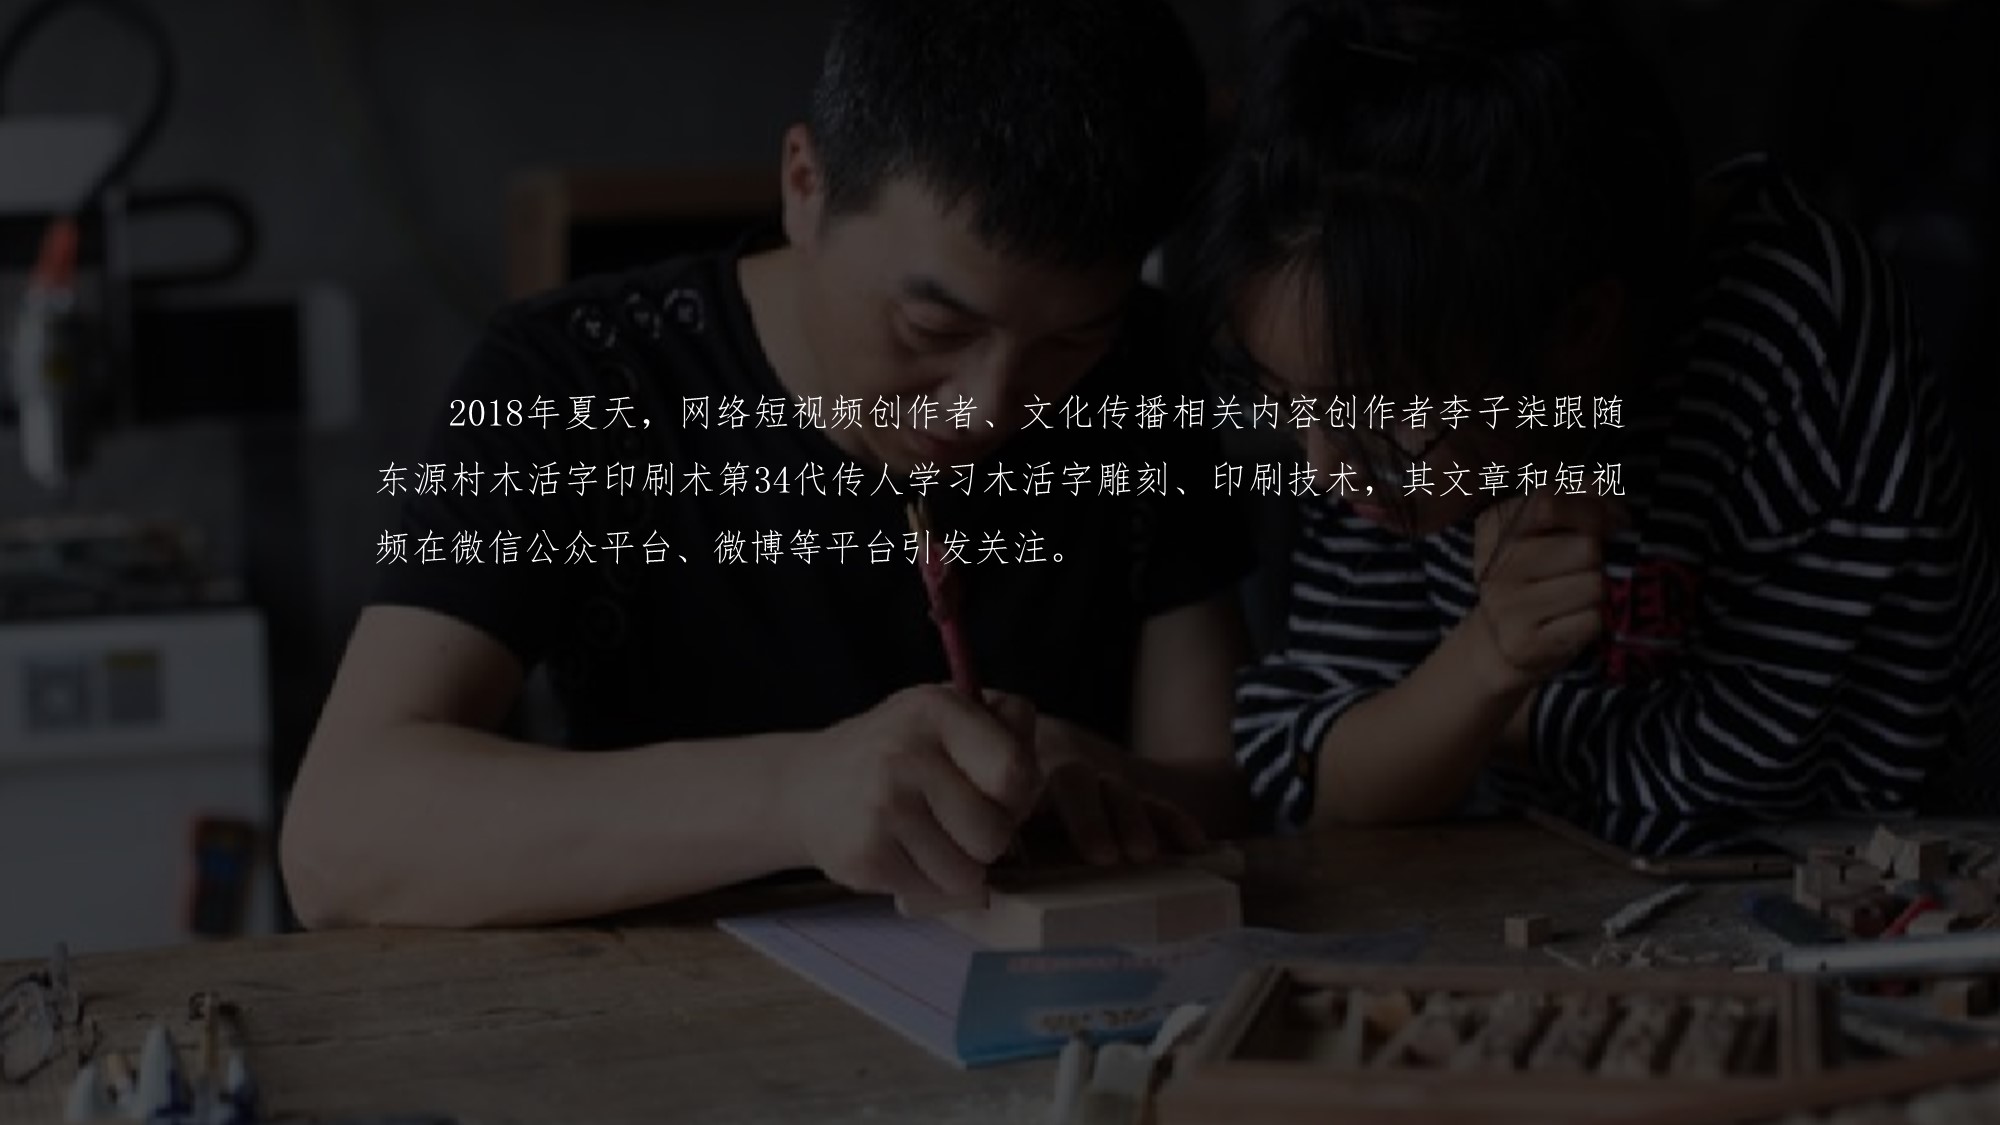 2018年夏天，网络短视频创作者、文化传播相关内容创作者李子柒跟随
东源村木活字印刷术第34代传人学习木活字雕刻、印刷技术，其文章和短视
频在微信公众平台、微博等平台引发关注。